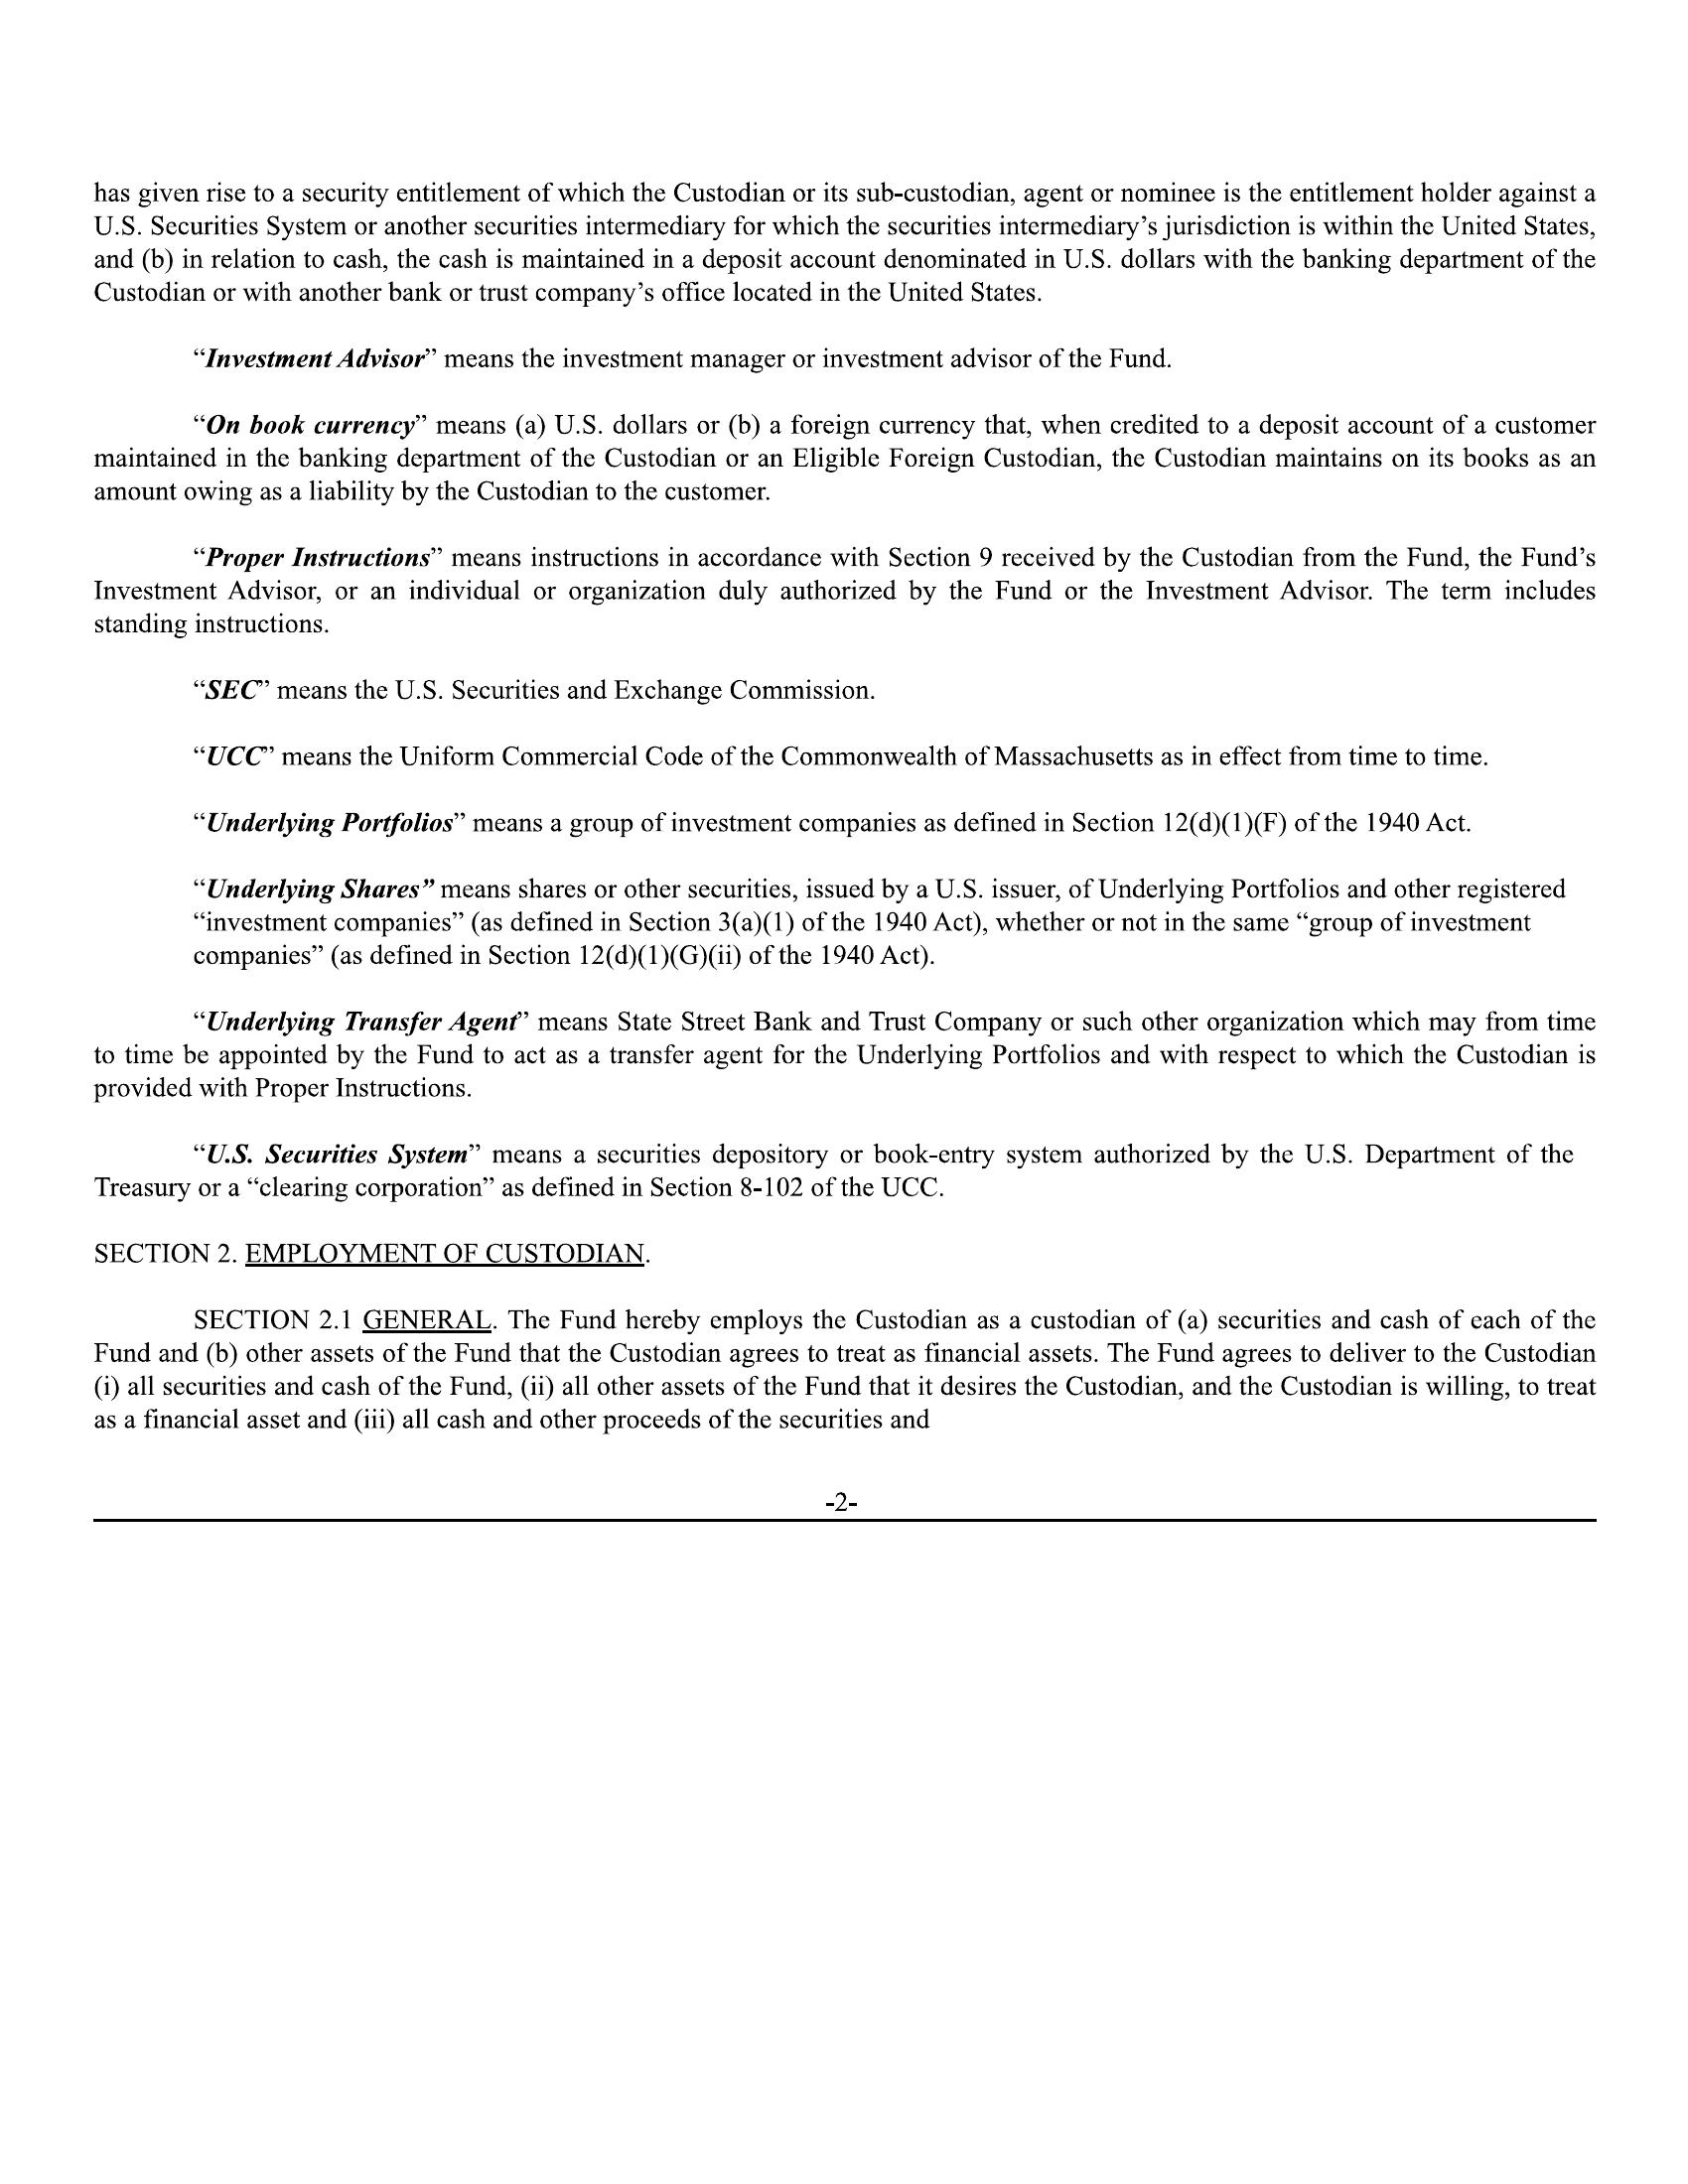 has given rise to a security entitlement of which the Custodian or its sub-custodian, agent or nominee is the entitlement holder against a
U.S. Securities System or another securities intermediary for which the securities intermediary’s jurisdiction is within the United States,
and (b) in relation to cash, the cash is maintained in a deposit account denominated in U.S. dollars with the banking department of the
Custodian or with another bank or trust company’s office located in the United States.
“Investment Advisor” means the investment manager or investment advisor of the Fund.
“On book currency” means (a) U.S. dollars or (b) a foreign currency that, when credited to a deposit account of a customer
maintained in the banking department of the Custodian or an Eligible Foreign Custodian, the Custodian maintains on its books as an
amount owing as a liability by the Custodian to the customer.
“Proper Instructions” means instructions in accordance with Section 9 received by the Custodian from the Fund, the Fund’s
Investment Advisor, or an individual or organization duly authorized by the Fund or the Investment Advisor. The term includes
standing instructions.
“SEC” means the U.S. Securities and Exchange Commission.
“UCC” means the Uniform Commercial Code of the Commonwealth of Massachusetts as in effect from time to time.
“Underlying Portfolios” means a group of investment companies as defined in Section 12(d)(1)(F) of the 1940 Act.
“Underlying Shares” means shares or other securities, issued by a U.S. issuer, of Underlying Portfolios and other registered
“investment companies” (as defined in Section 3(a)(1) of the 1940 Act), whether or not in the same “group of investment
companies” (as defined in Section 12(d)(1)(G)(ii) of the 1940 Act).
“Underlying Transfer Agent” means State Street Bank and Trust Company or such other organization which may from time
to time be appointed by the Fund to act as a transfer agent for the Underlying Portfolios and with respect to which the Custodian is
provided with Proper Instructions.
“U.S. Securities System” means a securities depository or book-entry system authorized by the U.S. Department of the
Treasury or a “clearing corporation” as defined in Section 8-102 of the UCC.
SECTION 2. EMPLOYMENT OF CUSTODIAN.
SECTION 2.1 GENERAL. The Fund hereby employs the Custodian as a custodian of (a) securities and cash of each of the
Fund and (b) other assets of the Fund that the Custodian agrees to treat as financial assets. The Fund agrees to deliver to the Custodian
(i) all securities and cash of the Fund, (ii) all other assets of the Fund that it desires the Custodian, and the Custodian is willing, to treat
as a financial asset and (iii) all cash and other proceeds of the securities and
-2-